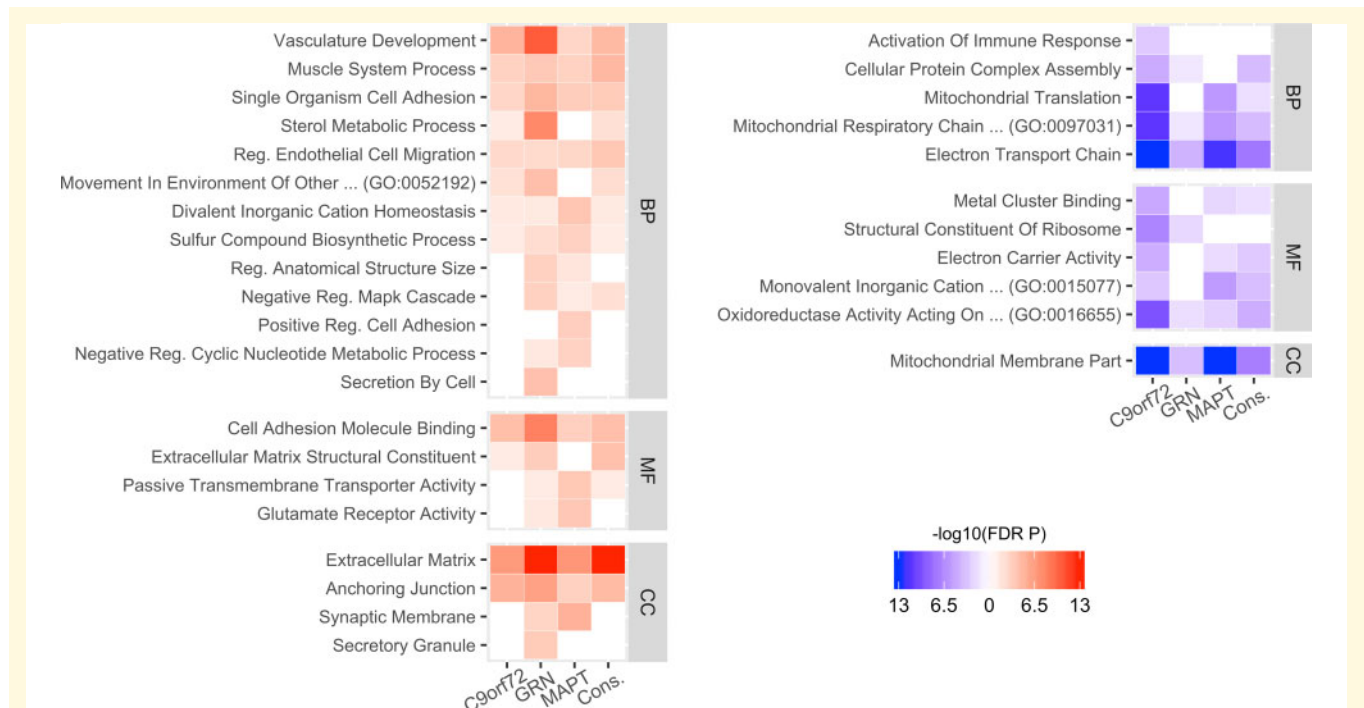 Vasculature Development
Muscle System Process
Single Organism Cell Adhesion
Sterol Metabolic Process
Reg. Endothelial Cell Migration
Movement In Environment Of Other ... (GO:0052192)
Divalent Inorganic Cation Homeostasis
Sulfur Compound Biosynthetic Process
Reg. Anatomical Structure Size
Negative Reg. Mapk Cascade
Positive Reg. Cell Adhesion
Negative Reg. Cyclic Nucleotide Metabolic Process
Secretion By Cell
BP
Cell Adhesion Molecule Binding
Extracellular Matrix Structural Constituent
Passive Transmembrane Transporter Activity
Glutamate Receptor Activity
MF
Extracellular Matrix
Anchoring Junction
Synaptic Membrane
Secretory Granule
CC
C9orf72 GRN MAPT Cons.
Activation Of Immune Response
Cellular Protein Complex Assembly
Mitochondrial Translation
Mitochondrial Respiratory Chain ... (GO:0097031)
Electron Transport Chain
BP
Metal Cluster Binding
Structural Constituent Of Ribosome
Electron Carrier Activity
Monovalent Inorganic Cation ... (GO:0015077)
Oxidoreductase Activity Acting On ... (GO:0016655)
MF
Mitochondrial Membrane Part
CC
C9orf72 GRN MAPT Cons.
-log10(FDR P)
13 6.5 0 6.5 13